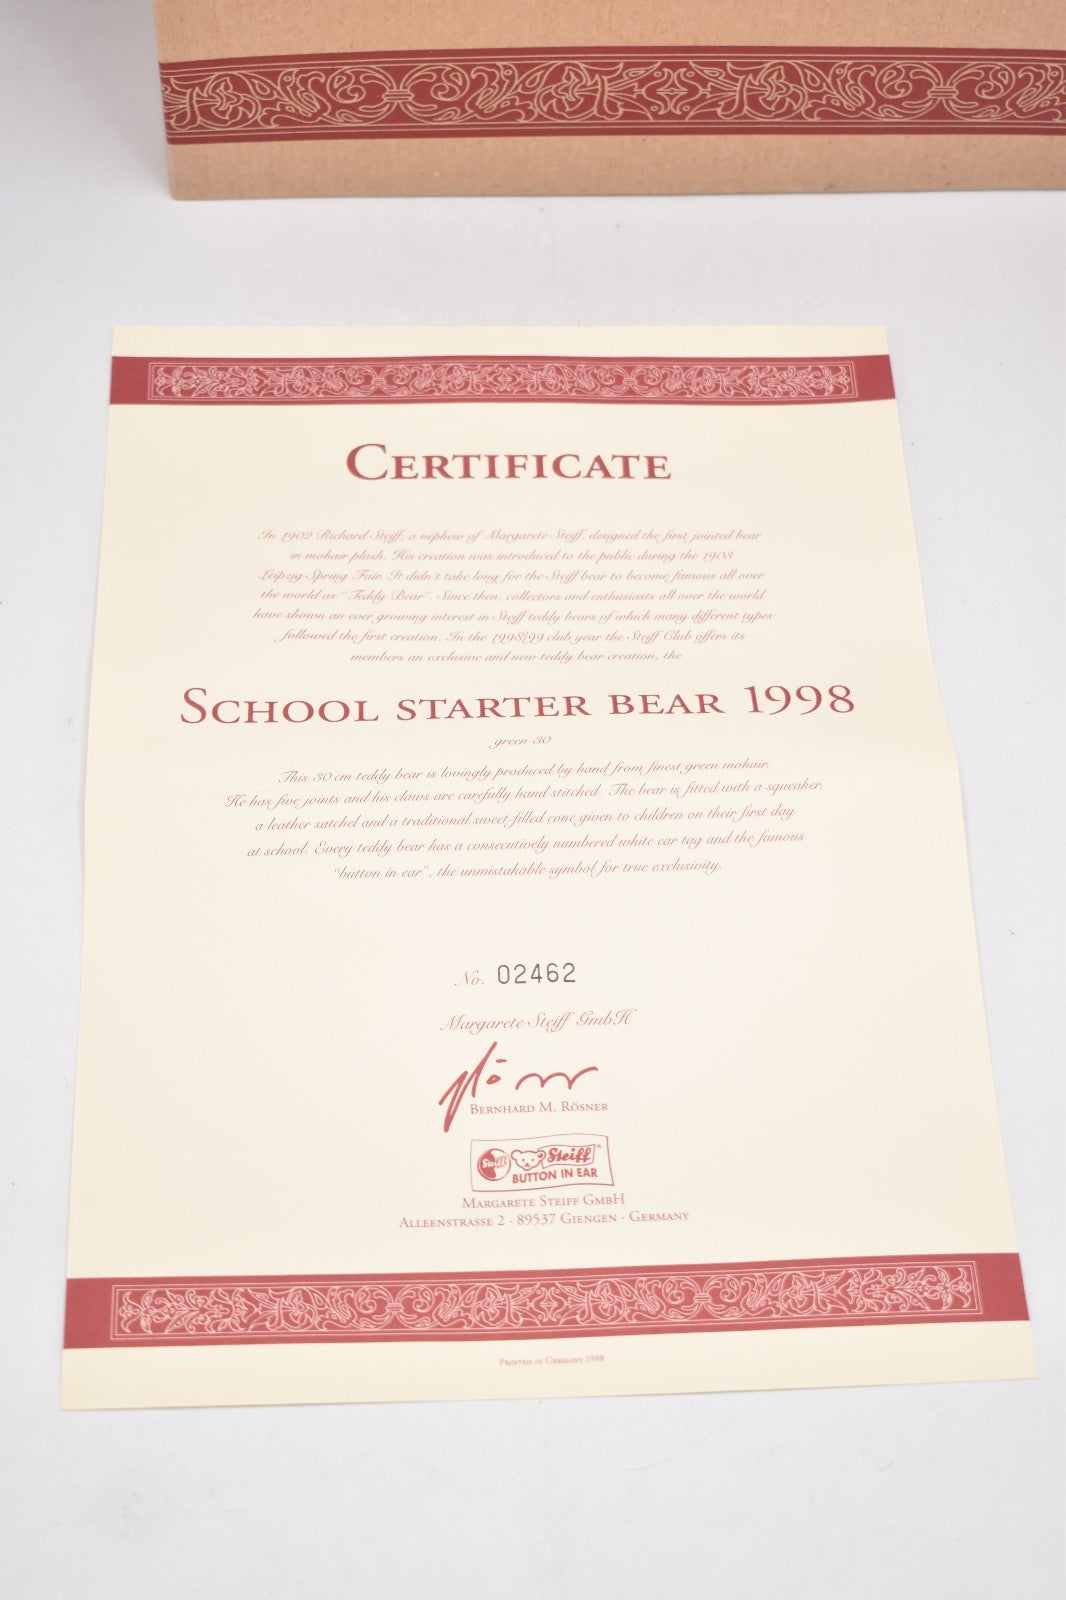 CERTIFICATE
In 1902 Richard Steiff, a nephew of Margarete Steiff, designed the first jointed bear
in mohair plush. His creation was introduced to the public during the 1903
Leipzig Spring Fair. It didn't take long for the Steiff bear to become famous all over
the world as "Teddy Bear". Since then, collectors and enthusiasts all over the world
have shown an ever growing interest in Steiff teddy bears of which many different types
followed the first creation. In the 1998/99 club year the Steiff Club offers its
members an exclusive and new teddy bear creation, the
SCHOOL STARTER BEAR 1998
green 30
This 30 cm teddy bear is lovingly produced by hand from finest green mohair.
He has five joints and his claws are carefully hand-stitched. The bear is fitted with a squeaker,
a leather satchel and a traditional sweet-filled cone given to children on their first day
at school. Every teddy bear has a consecutively numbered white ear tag and the famous
"button in ear", the unmistakable symbol for true exclusivity.
No. 02462
Margarete Steiff GmbH
BERNHARD M. RÖSNER
Steiff Steiff
BUTTON IN EAR
MARGARETE STEIFF GMBH
ALLEENSTRASSE 2 · 89537 GIENGEN · GERMANY
PRINTED IN GERMANY 1998